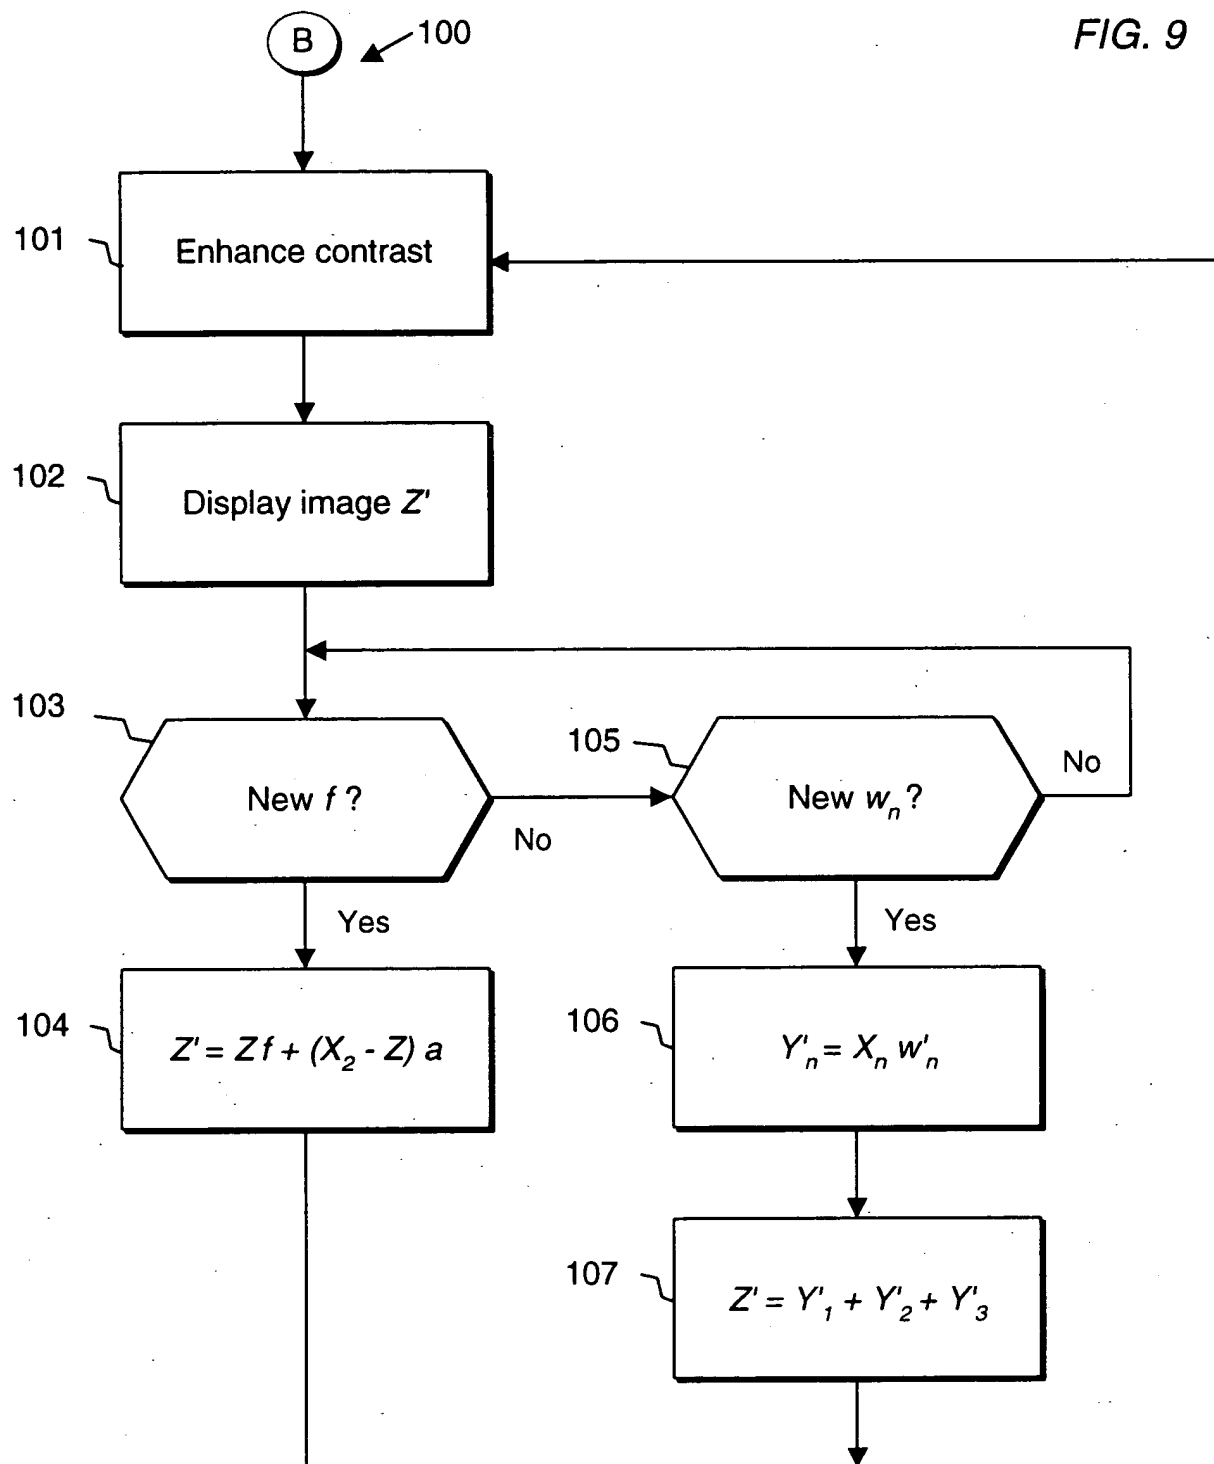 B
100
FIG. 9
101
Enhance contrast
102
Display image Z'
103
New f ?
No
105
New wₙ ?
No
Yes
Yes
104
Z' = Z f + (X₂ - Z) a
106
Y'ₙ = Xₙ w'ₙ
107
Z' = Y'₁ + Y'₂ + Y'₃